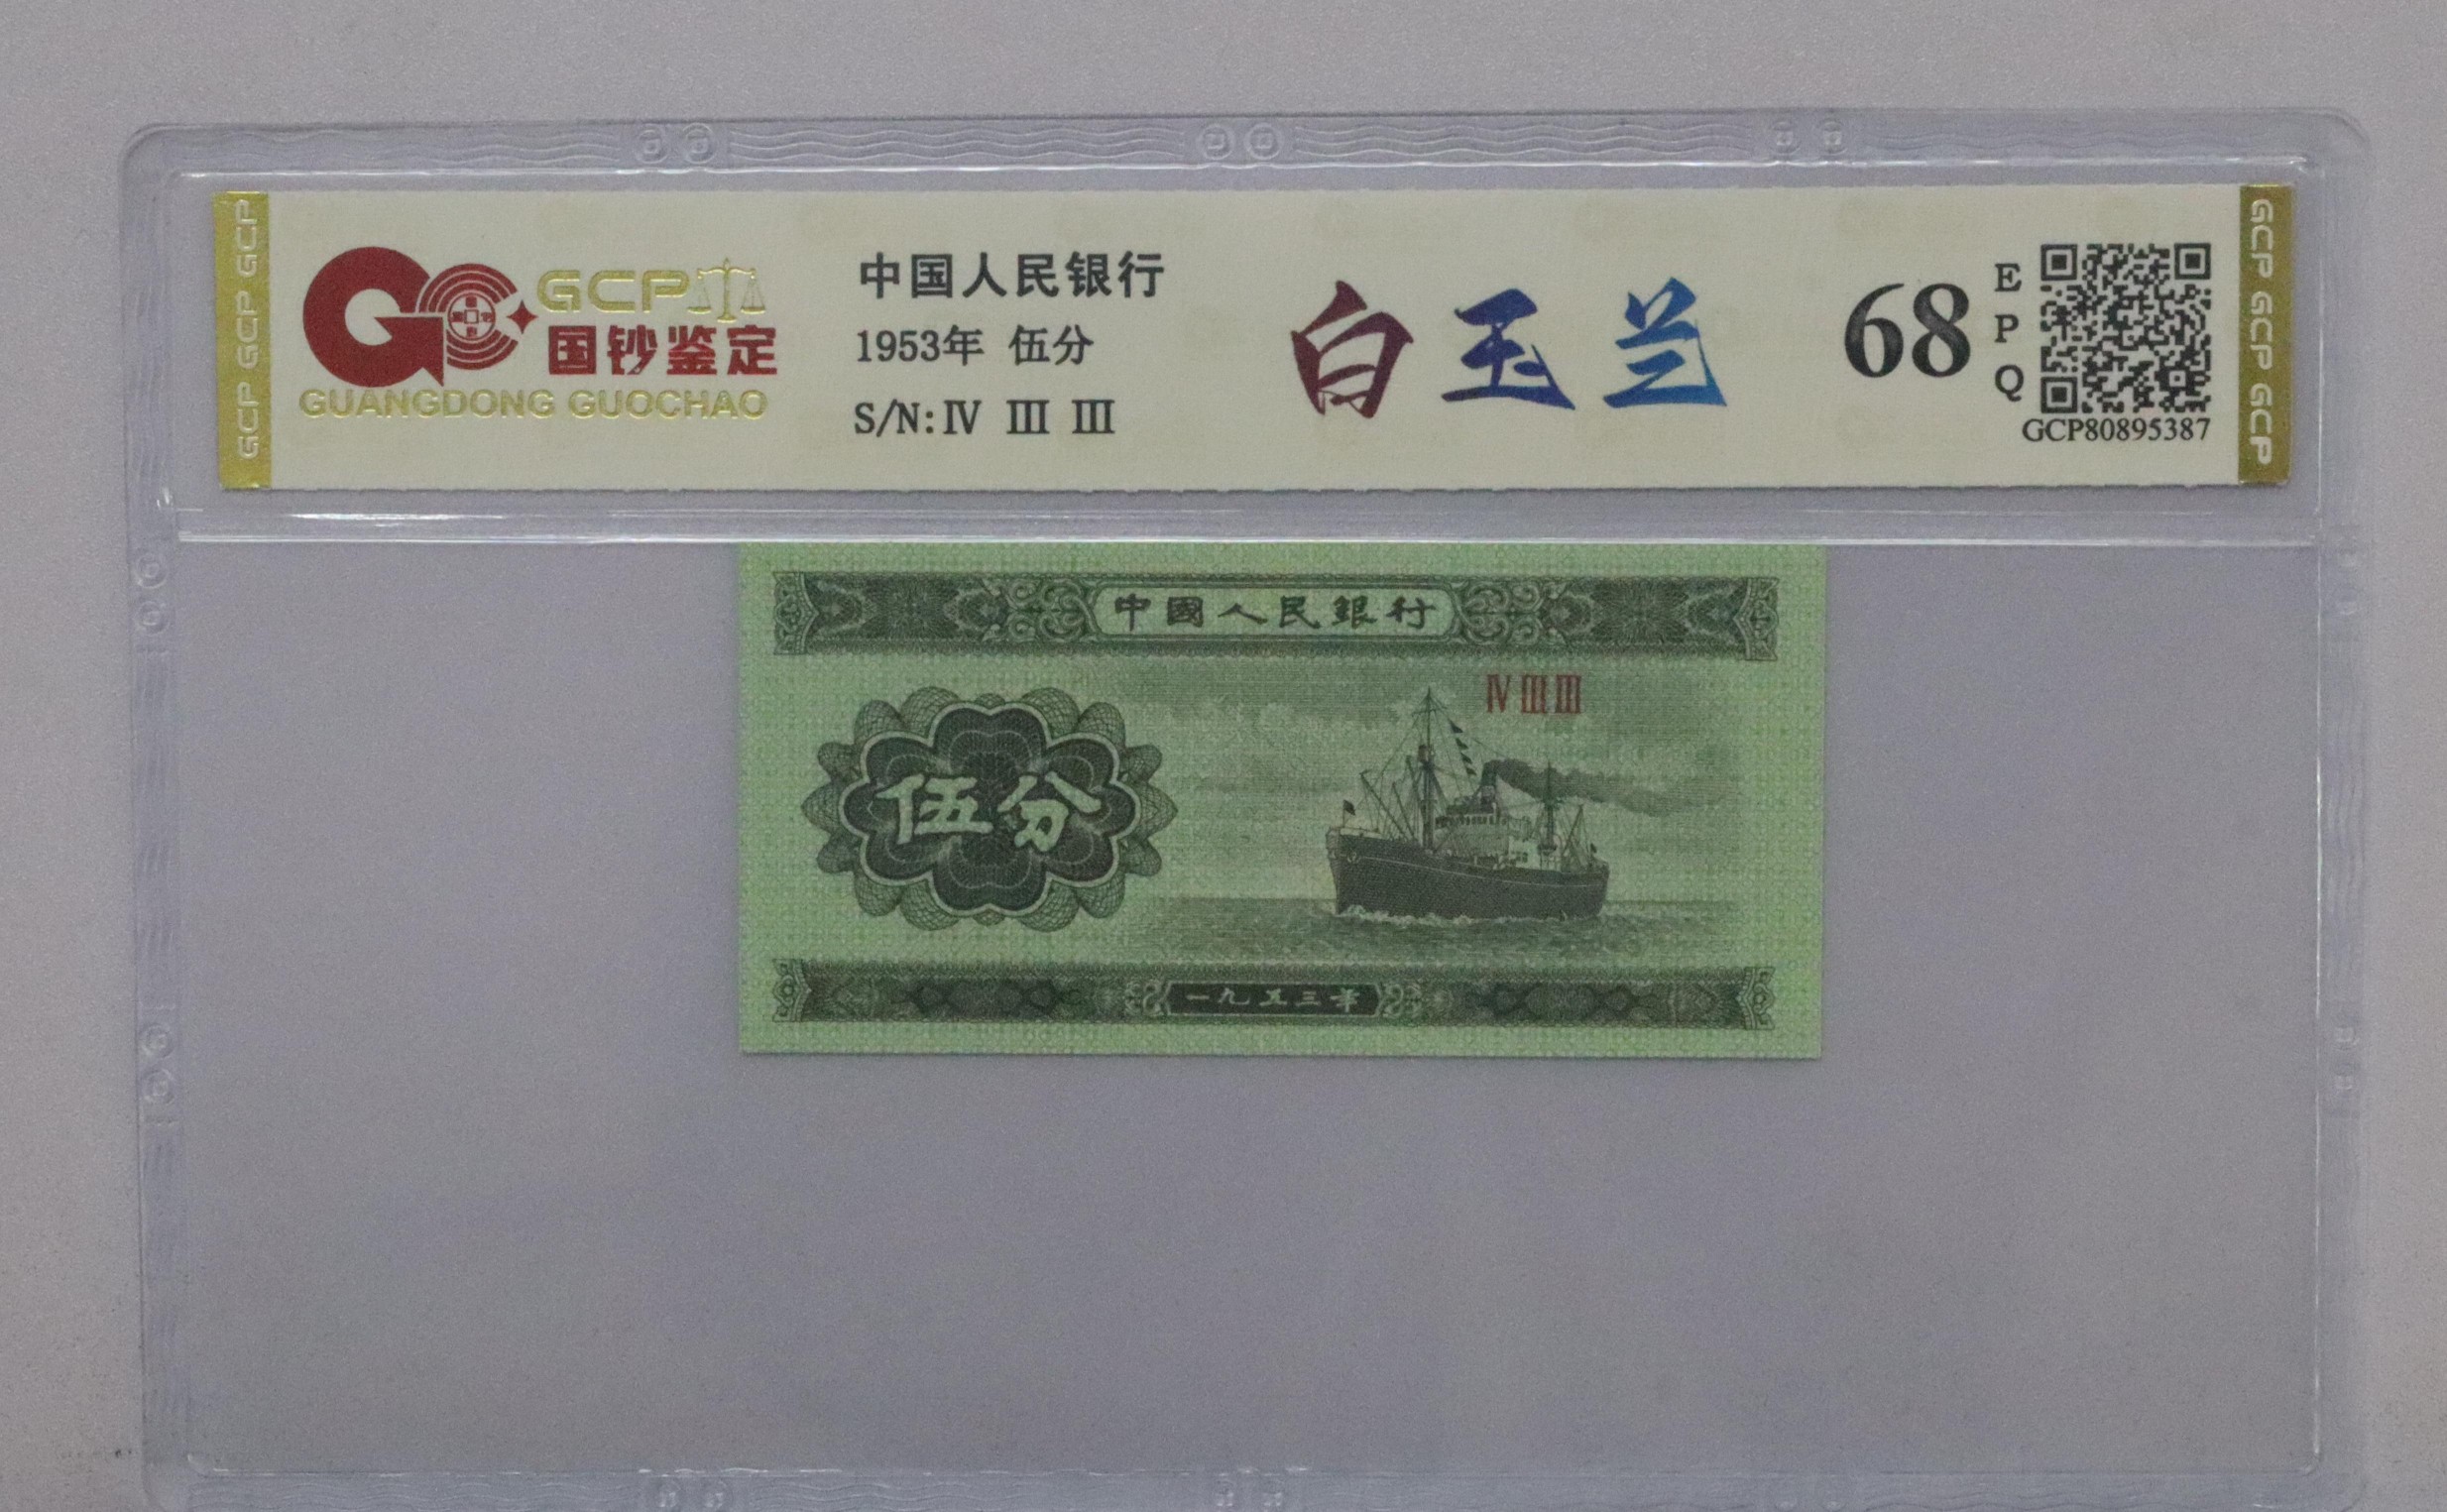 GCP GCP GCP
GCP
国钞鉴定
GUANGDONG GUOCHAO
中国人民银行
1953年 伍分
S/N: Ⅳ Ⅲ Ⅲ
白玉兰
68
EPQ
GCP80895387
GCP GCP GCP
中國人民銀行
Ⅳ Ⅲ Ⅲ
伍分
一九五三年